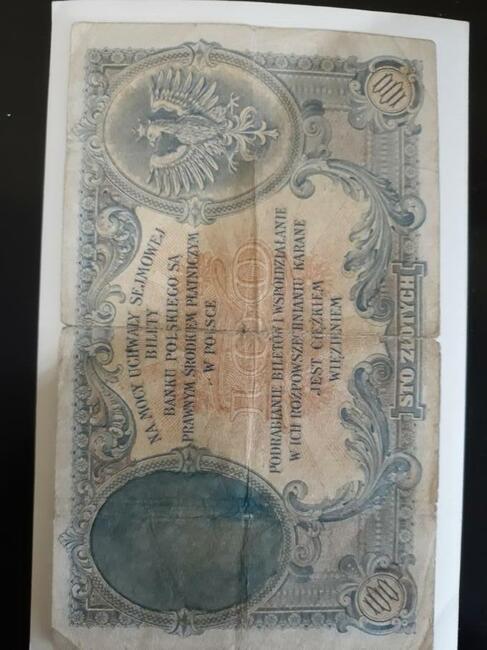 NA MOCY UCHWAŁY SEJMOWEJ
BILETY
BANKU POLSKIEGO SĄ
PRAWNYM ŚRODKIEM PŁATNICZYM
W POLSCE
100
PODRABIANIE BILETÓW I WSPÓŁDZIAŁANIE
W ICH ROZPOWSZECHNIANIU KARANE
JEST CIĘŻKIEM
WIĘZIENIEM
100
STO ZŁOTYCH
100